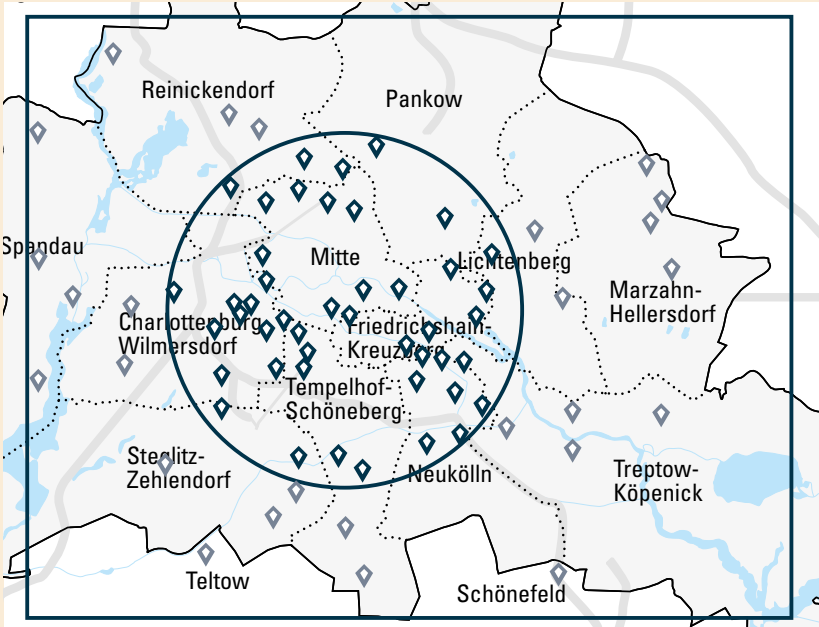 Reinickendorf
Pankow
Spandau
Mitte
Lichtenberg
Marzahn-
Hellersdorf
Charlottenburg
Wilmersdorf
Friedrichshain-
Kreuzberg
Tempelhof-
Schöneberg
Steglitz-
Zehlendorf
Neukölln
Treptow-
Köpenick
Teltow
Schönefeld